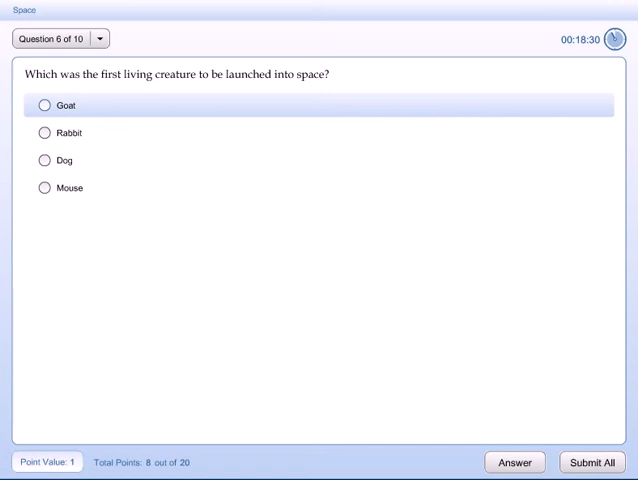 Space
Question 6 of 10
00:18:30
Which was the first living creature to be launched into space?
Goat
Rabbit
Dog
Mouse
Point Value: 1 Total Points: 8 out of 20
Answer Submit All